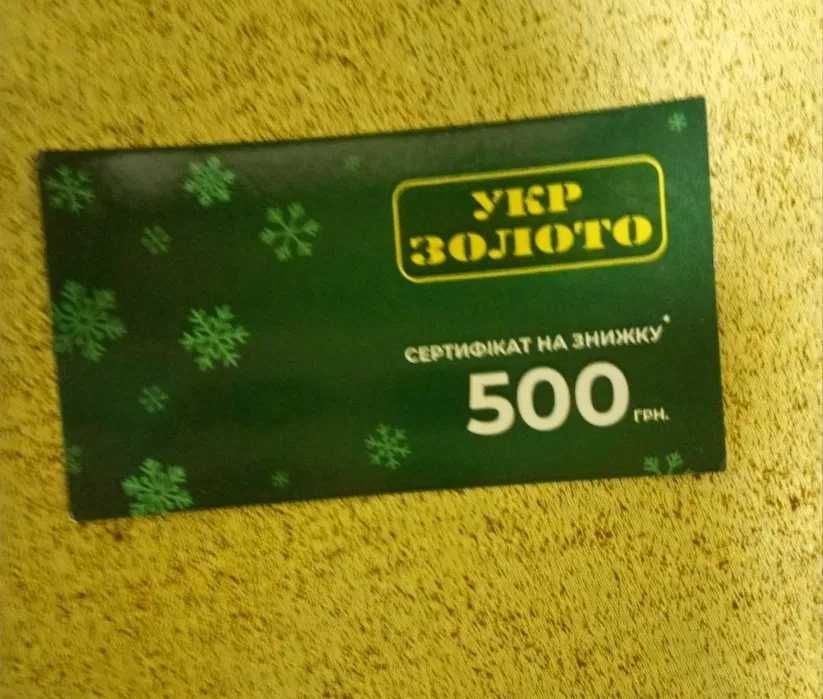 УКР
ЗОЛОТО
СЕРТИФІКАТ НА ЗНИЖКУ*
500 ГРН.